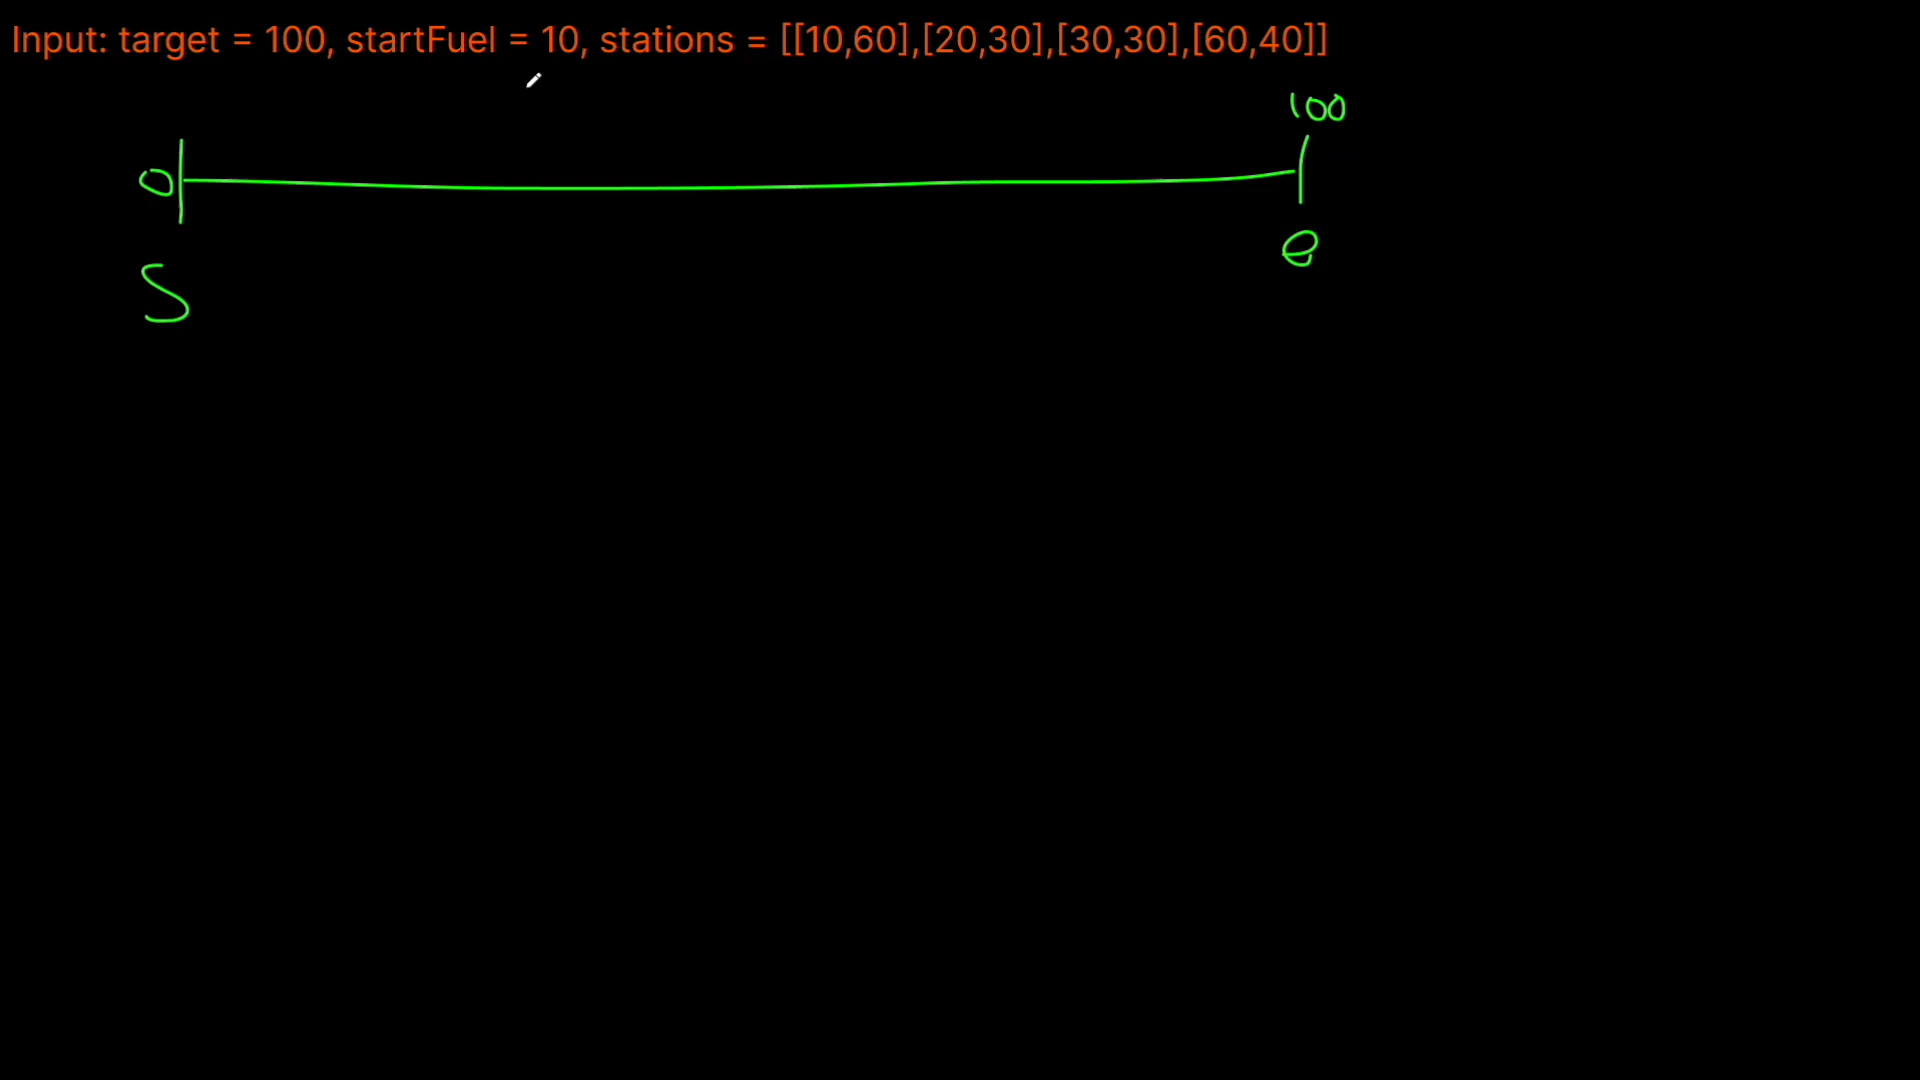 Input: target = 100, startFuel = 10, stations = [[10,60],[20,30],[30,30],[60,40]]
100
0
e
S